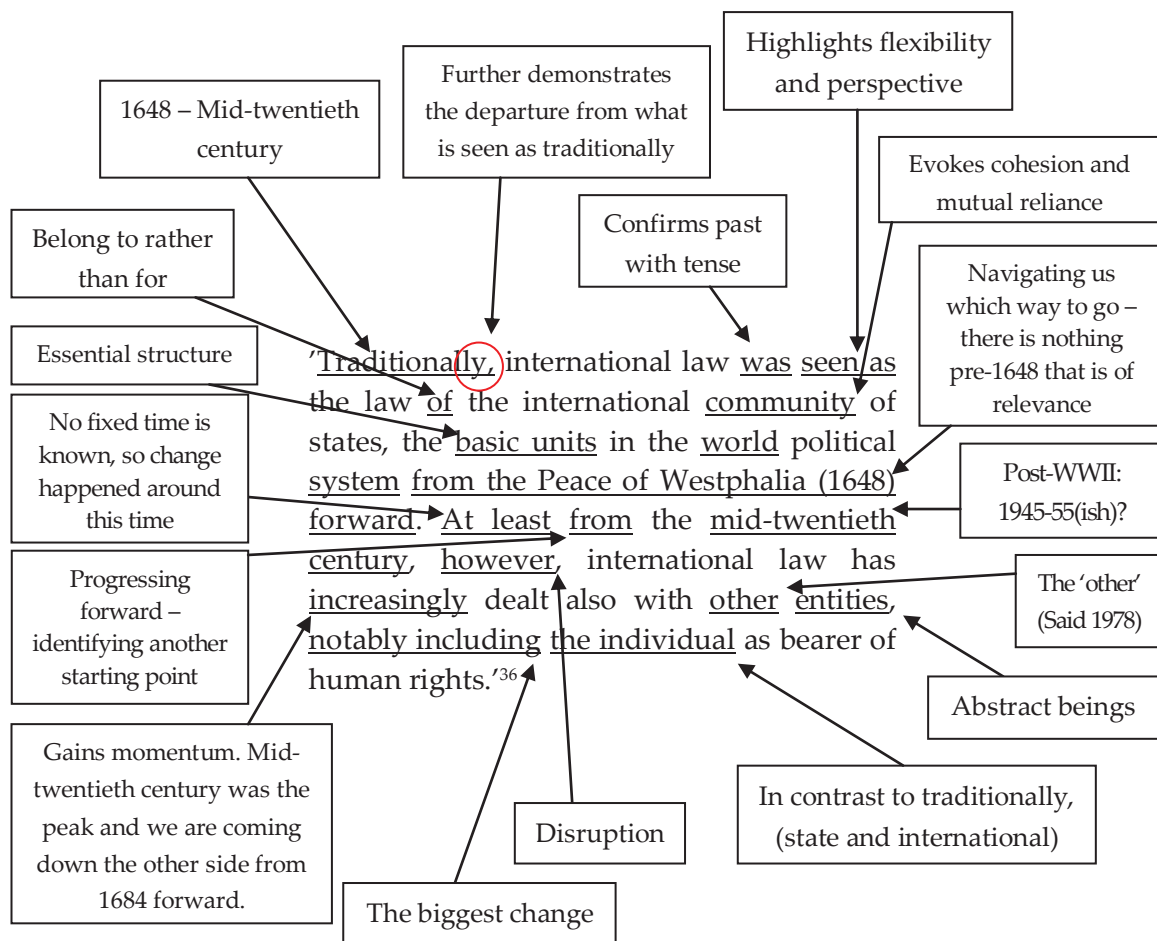 Highlights flexibility
and perspective
Further demonstrates
the departure from what
is seen as traditionally
1648 – Mid-twentieth
century
Evokes cohesion and
mutual reliance
Confirms past
with tense
Belong to rather
than for
Navigating us
which way to go –
there is nothing
pre-1648 that is of
relevance
Essential structure
No fixed time is
known, so change
happened around
this time
'Traditionally, international law was seen as
the law of the international community of
states, the basic units in the world political
system from the Peace of Westphalia (1648)
forward. At least from the mid-twentieth
century, however, international law has
increasingly dealt also with other entities,
notably including the individual as bearer of
human rights.'36
Post-WWII:
1945-55(ish)?
Progressing
forward –
identifying another
starting point
The 'other'
(Said 1978)
Abstract beings
Gains momentum. Mid-
twentieth century was the
peak and we are coming
down the other side from
1684 forward.
In contrast to traditionally,
(state and international)
Disruption
The biggest change